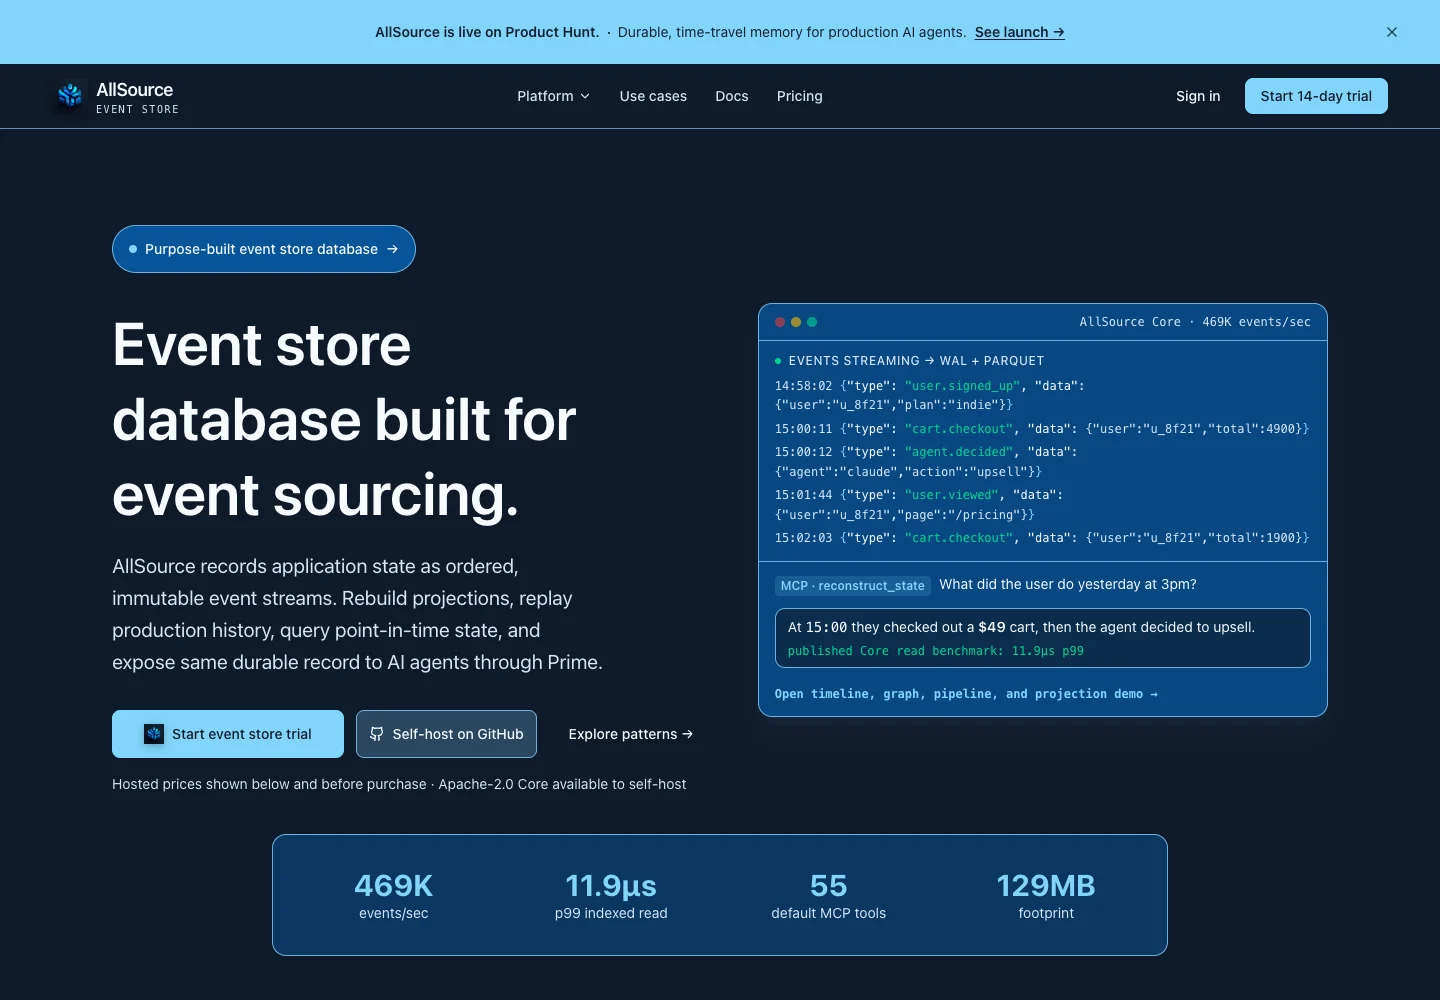 AllSource is live on Product Hunt. · Durable, time-travel memory for production AI agents. See launch →
AllSource
EVENT STORE
Platform
Use cases
Docs
Pricing
Sign in
Start 14-day trial
Purpose-built event store database →
Event store
database built for
event sourcing.
AllSource records application state as ordered,
immutable event streams. Rebuild projections, replay
production history, query point-in-time state, and
expose same durable record to AI agents through Prime.
Start event store trial
Self-host on GitHub
Explore patterns →
Hosted prices shown below and before purchase · Apache-2.0 Core available to self-host
AllSource Core · 469K events/sec
EVENTS STREAMING → WAL + PARQUET
14:58:02 {"type": "user.signed_up", "data":
{"user":"u_8f21","plan":"indie"}}
15:00:11 {"type": "cart.checkout", "data": {"user":"u_8f21","total":4900}}
15:00:12 {"type": "agent.decided", "data":
{"agent":"claude","action":"upsell"}}
15:01:44 {"type": "user.viewed", "data":
{"user":"u_8f21","page":"/pricing"}}
15:02:03 {"type": "cart.checkout", "data": {"user":"u_8f21","total":1900}}
MCP · reconstruct_state What did the user do yesterday at 3pm?
At 15:00 they checked out a $49 cart, then the agent decided to upsell.
published Core read benchmark: 11.9µs p99
Open timeline, graph, pipeline, and projection demo →
469K
events/sec
11.9µs
p99 indexed read
55
default MCP tools
129MB
footprint